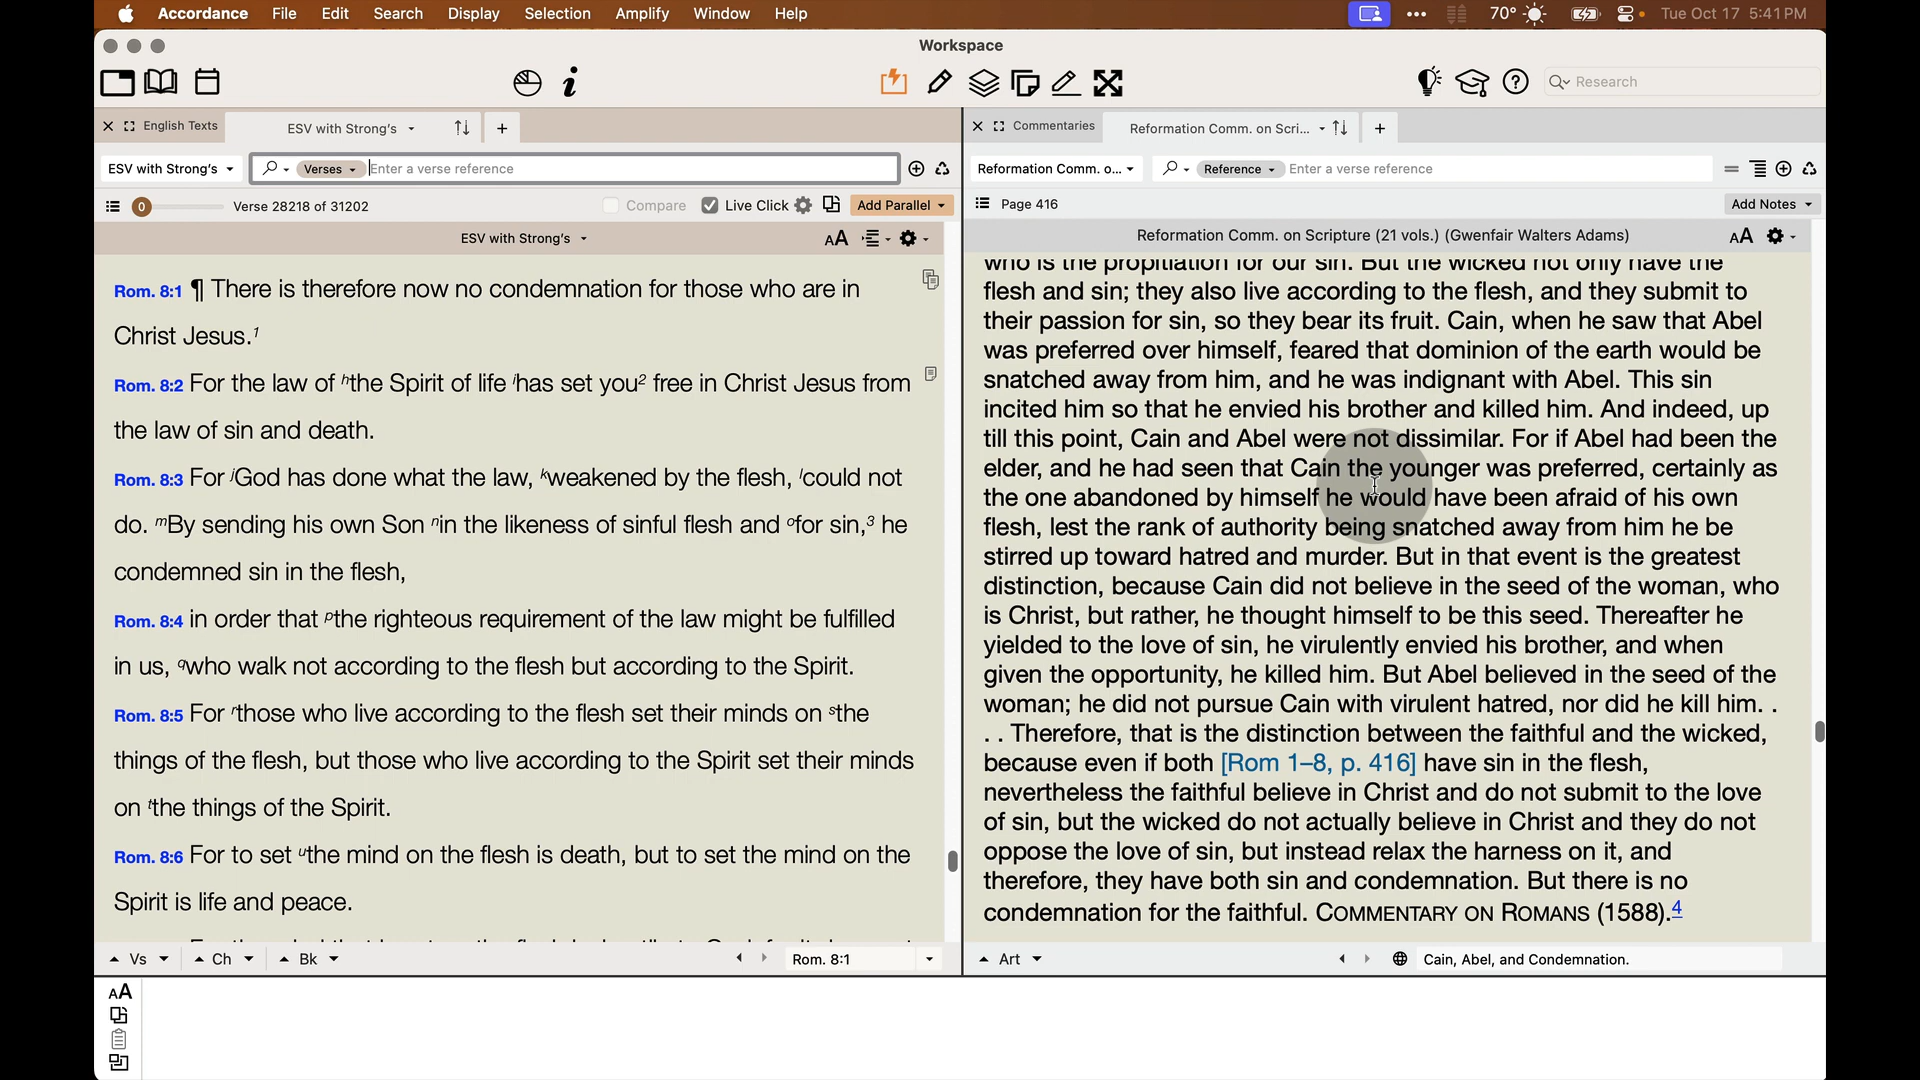 Accordance File Edit Search Display Selection Amplify Window Help 70° Tue Oct 17 5:41 PM
Workspace
Research
English Texts ESV with Strong's
ESV with Strong's Verses Enter a verse reference
0 Verse 28218 of 31202 Compare Live Click Add Parallel
ESV with Strong's AA
Rom. 8:1 ¶ There is therefore now no condemnation for those who are in
Christ Jesus.1
Rom. 8:2 For the law of hthe Spirit of life ihas set you2 free in Christ Jesus from
the law of sin and death.
Rom. 8:3 For jGod has done what the law, kweakened by the flesh, lcould not
do. mBy sending his own Son nin the likeness of sinful flesh and ofor sin,3 he
condemned sin in the flesh,
Rom. 8:4 in order that pthe righteous requirement of the law might be fulfilled
in us, qwho walk not according to the flesh but according to the Spirit.
Rom. 8:5 For rthose who live according to the flesh set their minds on sthe
things of the flesh, but those who live according to the Spirit set their minds
on tthe things of the Spirit.
Rom. 8:6 For to set uthe mind on the flesh is death, but to set the mind on the
Spirit is life and peace.
Vs Ch Bk Rom. 8:1
Commentaries Reformation Comm. on Scri...
Reformation Comm. o... Reference Enter a verse reference
Page 416 Add Notes
Reformation Comm. on Scripture (21 vols.) (Gwenfair Walters Adams) AA
who is the propitiation for our sin. But the wicked not only have the
flesh and sin; they also live according to the flesh, and they submit to
their passion for sin, so they bear its fruit. Cain, when he saw that Abel
was preferred over himself, feared that dominion of the earth would be
snatched away from him, and he was indignant with Abel. This sin
incited him so that he envied his brother and killed him. And indeed, up
till this point, Cain and Abel were not dissimilar. For if Abel had been the
elder, and he had seen that Cain the younger was preferred, certainly as
the one abandoned by himself he would have been afraid of his own
flesh, lest the rank of authority being snatched away from him he be
stirred up toward hatred and murder. But in that event is the greatest
distinction, because Cain did not believe in the seed of the woman, who
is Christ, but rather, he thought himself to be this seed. Thereafter he
yielded to the love of sin, he virulently envied his brother, and when
given the opportunity, he killed him. But Abel believed in the seed of the
woman; he did not pursue Cain with virulent hatred, nor did he kill him. .
. . Therefore, that is the distinction between the faithful and the wicked,
because even if both [Rom 1–8, p. 416] have sin in the flesh,
nevertheless the faithful believe in Christ and do not submit to the love
of sin, but the wicked do not actually believe in Christ and they do not
oppose the love of sin, but instead relax the harness on it, and
therefore, they have both sin and condemnation. But there is no
condemnation for the faithful. COMMENTARY ON ROMANS (1588).4
Art Cain, Abel, and Condemnation.
AA